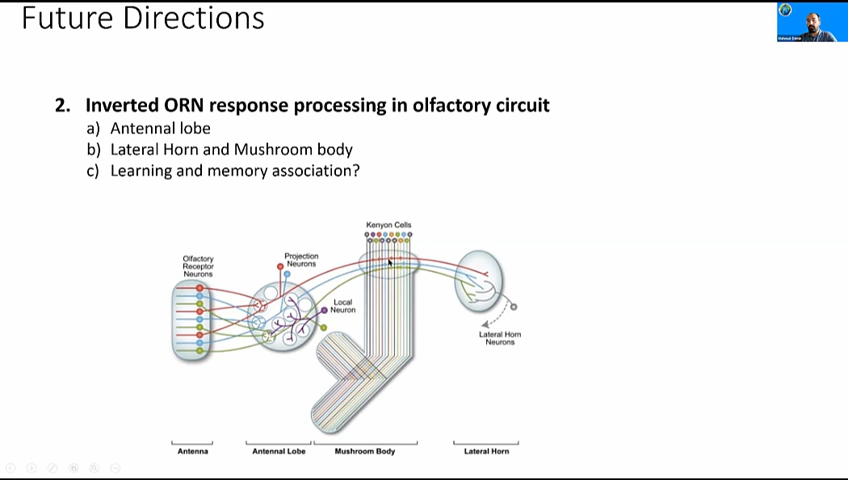 Future Directions
2. Inverted ORN response processing in olfactory circuit
a) Antennal lobe
b) Lateral Horn and Mushroom body
c) Learning and memory association?
Kenyon Cells
Olfactory
Receptor
Neurons
Projection
Neurons
Local
Neuron
Lateral Horn
Neurons
Antenna
Antennal Lobe
Mushroom Body
Lateral Horn